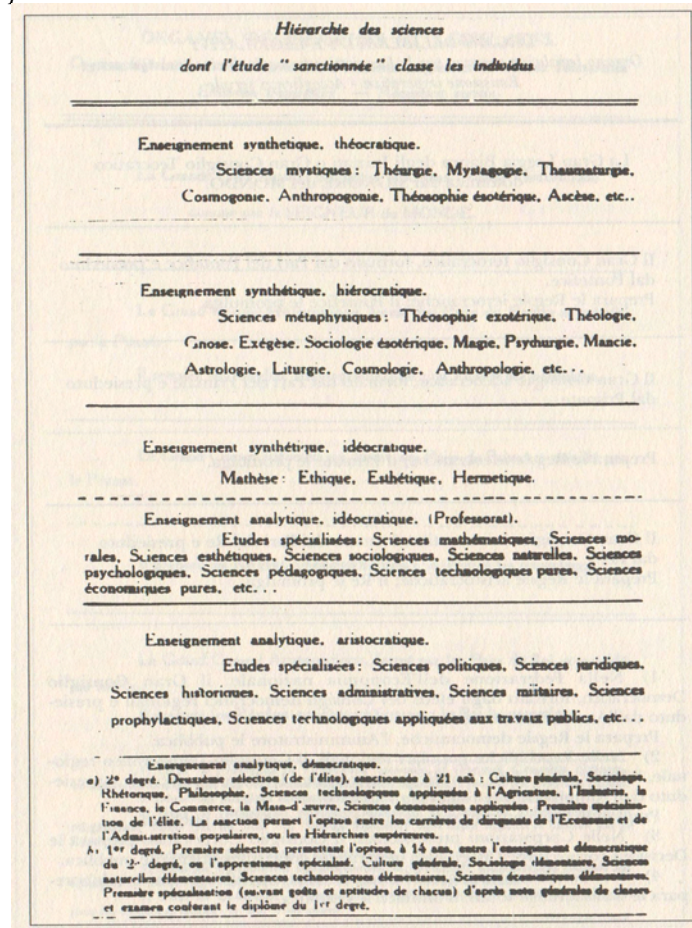 Hiérarchie des sciences
dont l'étude "sanctionnée" classe les individus
Enseignement synthetique, théocratique.
Sciences mystiques : Théurgie, Mystagogie, Thaumaturgie,
Cosmogonie, Anthropogonie, Théosophie ésotérique, Ascèse, etc..
Enseignement synthétique, hiérocratique.
Sciences métaphysiques : Théosophie exotérique, Théologie,
Gnose, Exégèse, Sociologie ésotérique, Magie, Psychurgie, Mancie,
Astrologie, Liturgie, Cosmologie, Anthropologie, etc...
Enseignement synthétique, idéocratique.
Mathèse : Ethique, Esthétique, Hermetique.
Enseignement analytique, idéocratique, (Professorat).
Etudes spécialisées : Sciences mathématiques, Sciences mo-
rales, Sciences esthétiques, Sciences sociologiques, Sciences naturelles, Sciences
psychologiques, Sciences pédagogiques, Sciences technologiques pures, Sciences
économiques pures, etc...
Enseignement analytique, aristocratique.
Etudes spécialisées : Sciences politiques, Sciences juridiques,
Sciences historiques, Sciences administratives, Sciences militaires, Sciences
prophylactiques, Sciences technologiques appliquées aux travaux publics, etc...
Enseignement analytique, démocratique.
a) 2e degré. Deuxième sélection (de l'élite), sanctionnée à 21 ans : Culture générale, Sociologie,
Rhétorique, Philosophie, Sciences technologiques appliquées à l'Agriculture, l'Industrie, la
Finance, le Commerce, la Main-d'œuvre, Sciences économiques appliquées. Première spécialisa-
tion de l'élite. La sanction permet l'option entre les carrières de dirigeants de l'Economie et de
l'Administration populaire, ou les Hiérarchies supérieures.
1er degré. Première sélection permettant l'option, à 14 ans, entre l'enseignement démocratique
du 2e degré, ou l'apprentissage spécialisé. Culture générale, Sociologie élémentaire, Sciences
naturelles élémentaires, Sciences technologiques élémentaires, Sciences économiques élémentaires.
Première spécialisation (suivant goûts et aptitudes de chacun) d'après note générale de classes
et examen conférant le diplôme du 1er degré.